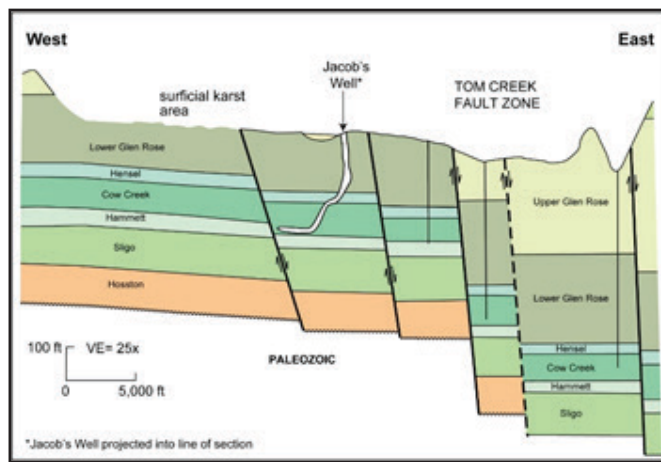 West
East
Jacob's
Well*
surficial karst
area
TOM CREEK
FAULT ZONE
Lower Glen Rose
Hensel
Cow Creek
Hammett
Sligo
Hosston
Upper Glen Rose
Lower Glen Rose
Hensel
Cow Creek
Hammett
Sligo
100 ft
VE= 25x
0
5,000 ft
PALEOZOIC
*Jacob's Well projected into line of section